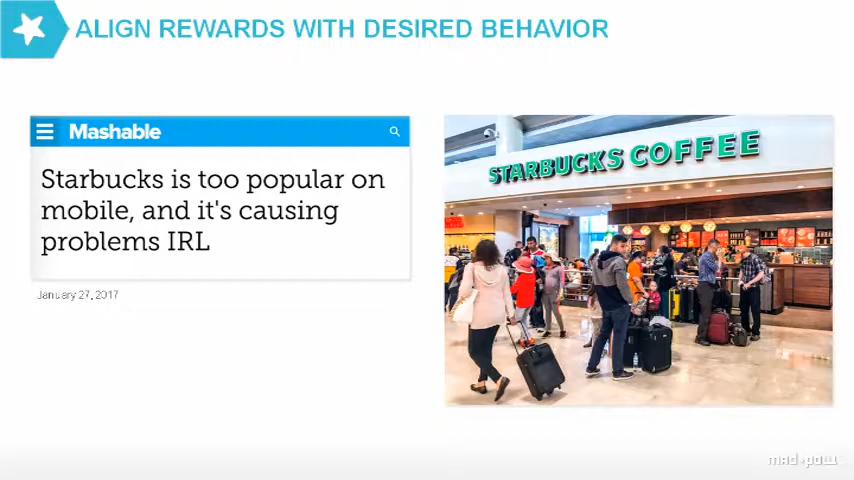 ALIGN REWARDS WITH DESIRED BEHAVIOR
Mashable
Starbucks is too popular on
mobile, and it's causing
problems IRL
January 27, 2017
STARBUCKS COFFEE
mad*pow